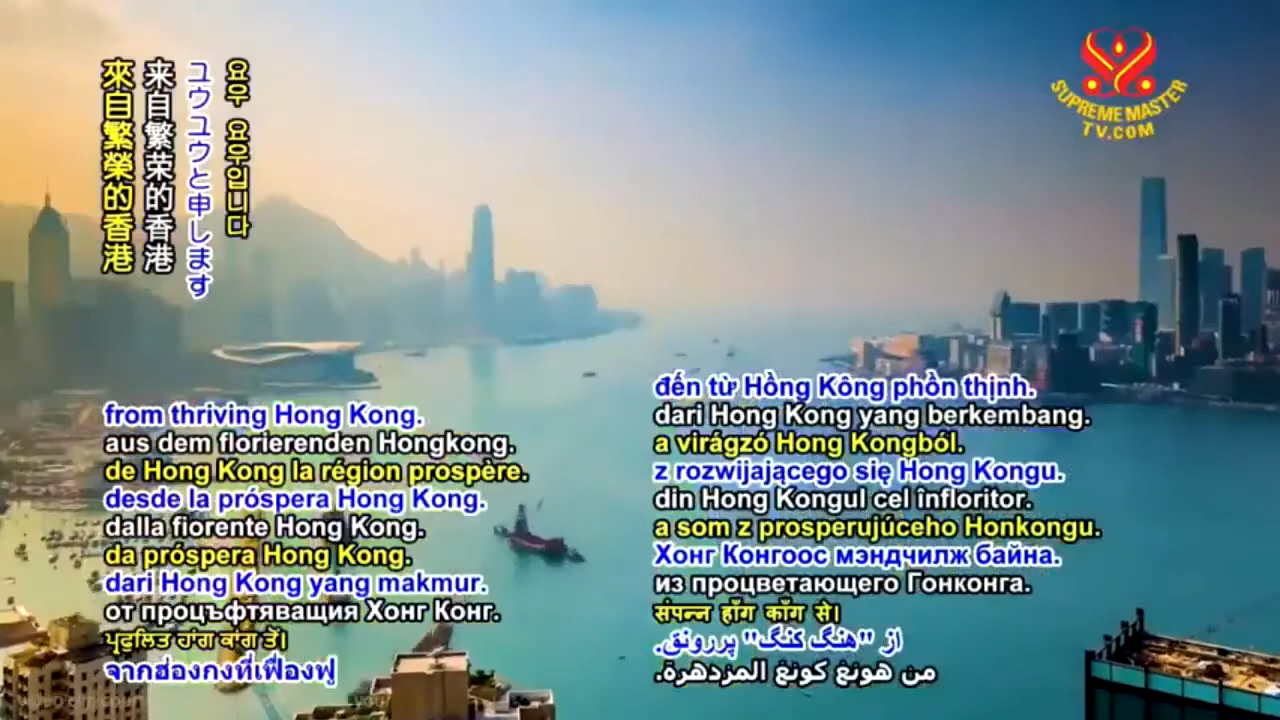 요우 요우입니다
ユウユウと申します
来自繁荣的香港
來自繁榮的香港
SUPREME MASTER
TV.COM
from thriving Hong Kong.
aus dem florierenden Hongkong.
de Hong Kong la région prospère.
desde la próspera Hong Kong.
dalla fiorente Hong Kong.
da próspera Hong Kong.
dari Hong Kong yang makmur.
от процъфтяващия Хонг Конг.
ਪ੍ਰਫੁਲਿਤ ਹਾਂਗ ਕਾਂਗ ਤੋਂ।
จากฮ่องกงที่เฟื่องฟู
đến từ Hồng Kông phồn thịnh.
dari Hong Kong yang berkembang.
a virágzó Hong Kongból.
z rozwijającego się Hong Kongu.
din Hong Kongul cel înfloritor.
a som z prosperujúceho Honkongu.
Хонг Конгоос мэндчилж байна.
из процветающего Гонконга.
संपन्न हाँग काँग से।
از "هنگ کنگ" پررونق.
من هونغ كونغ المزدهرة.